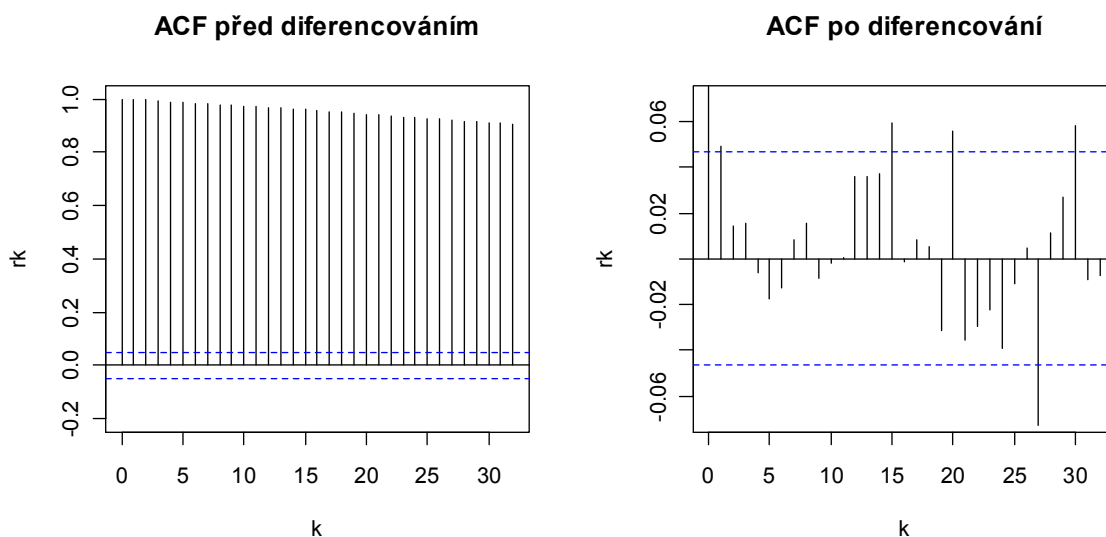 ACF před diferencováním
rk
1.0
0.8
0.6
0.4
0.2
0.0
-0.2
0 5 10 15 20 25 30
k
ACF po diferencování
rk
0.06
0.02
-0.02
-0.06
0 5 10 15 20 25 30
k